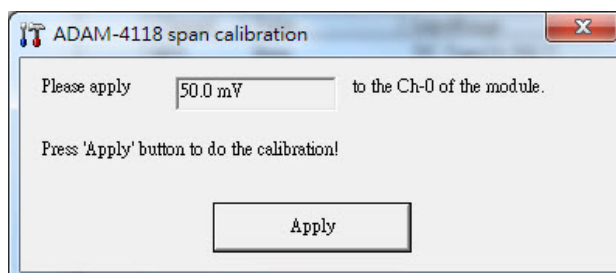 ADAM-4118 span calibration
Please apply 50.0 mV to the Ch-0 of the module.
Press 'Apply' button to do the calibration!
Apply